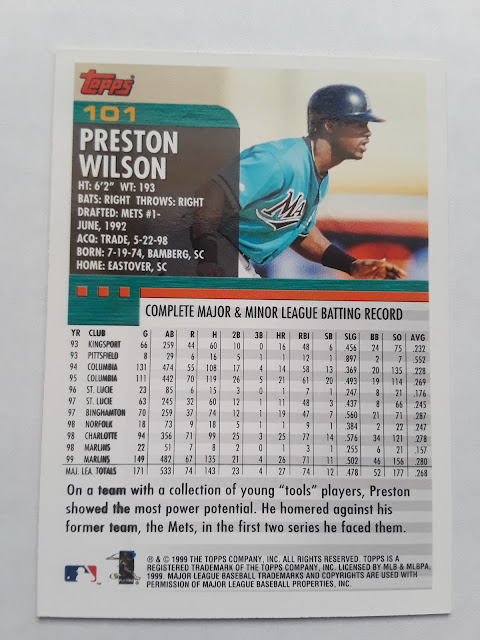 Topps
101
PRESTON
WILSON
HT: 6'2" WT: 193
BATS: RIGHT THROWS: RIGHT
DRAFTED: METS #1-
JUNE, 1992
ACQ: TRADE, 5-22-98
BORN: 7-19-74, BAMBERG, SC
HOME: EASTOVER, SC
COMPLETE MAJOR & MINOR LEAGUE BATTING RECORD
YR CLUB G AB R H 2B 3B HR RBI SB SLG BB SO AVG
93 KINGSPORT 66 259 44 60 10 0 16 48 6 .456 24 75 .232
93 PITTSFIELD 8 29 6 16 5 1 1 12 1 .897 2 7 .552
94 COLUMBIA 131 474 55 108 17 4 14 58 13 .369 20 135 .228
95 COLUMBIA 111 442 70 119 26 5 21 61 20 .493 19 114 .269
96 ST. LUCIE 23 85 6 15 3 0 1 7 1 .247 8 21 .176
97 ST. LUCIE 63 245 32 60 12 1 11 48 3 .437 8 66 .245
97 BINGHAMTON 70 259 37 74 12 1 19 47 7 .560 21 71 .287
98 NORFOLK 18 73 9 18 5 1 1 9 1 .384 2 22 .247
98 CHARLOTTE 94 356 71 99 25 3 25 77 14 .576 34 121 .278
98 MARLINS 22 51 7 8 2 0 1 3 1 .255 6 21 .157
99 MARLINS 149 482 67 135 21 4 26 71 11 .502 46 156 .280
MAJ. LEA. TOTALS 171 533 74 143 23 4 27 74 12 .478 52 177 .268
On a team with a collection of young "tools" players, Preston
showed the most power potential. He homered against his
former team, the Mets, in the first two series he faced them.
® & © 1999 THE TOPPS COMPANY, INC. ALL RIGHTS RESERVED. TOPPS IS A
REGISTERED TRADEMARK OF THE TOPPS COMPANY, INC. LICENSED BY MLB & MLBPA,
1999. MAJOR LEAGUE BASEBALL TRADEMARKS AND COPYRIGHTS ARE USED WITH
PERMISSION OF MAJOR LEAGUE BASEBALL PROPERTIES, INC.